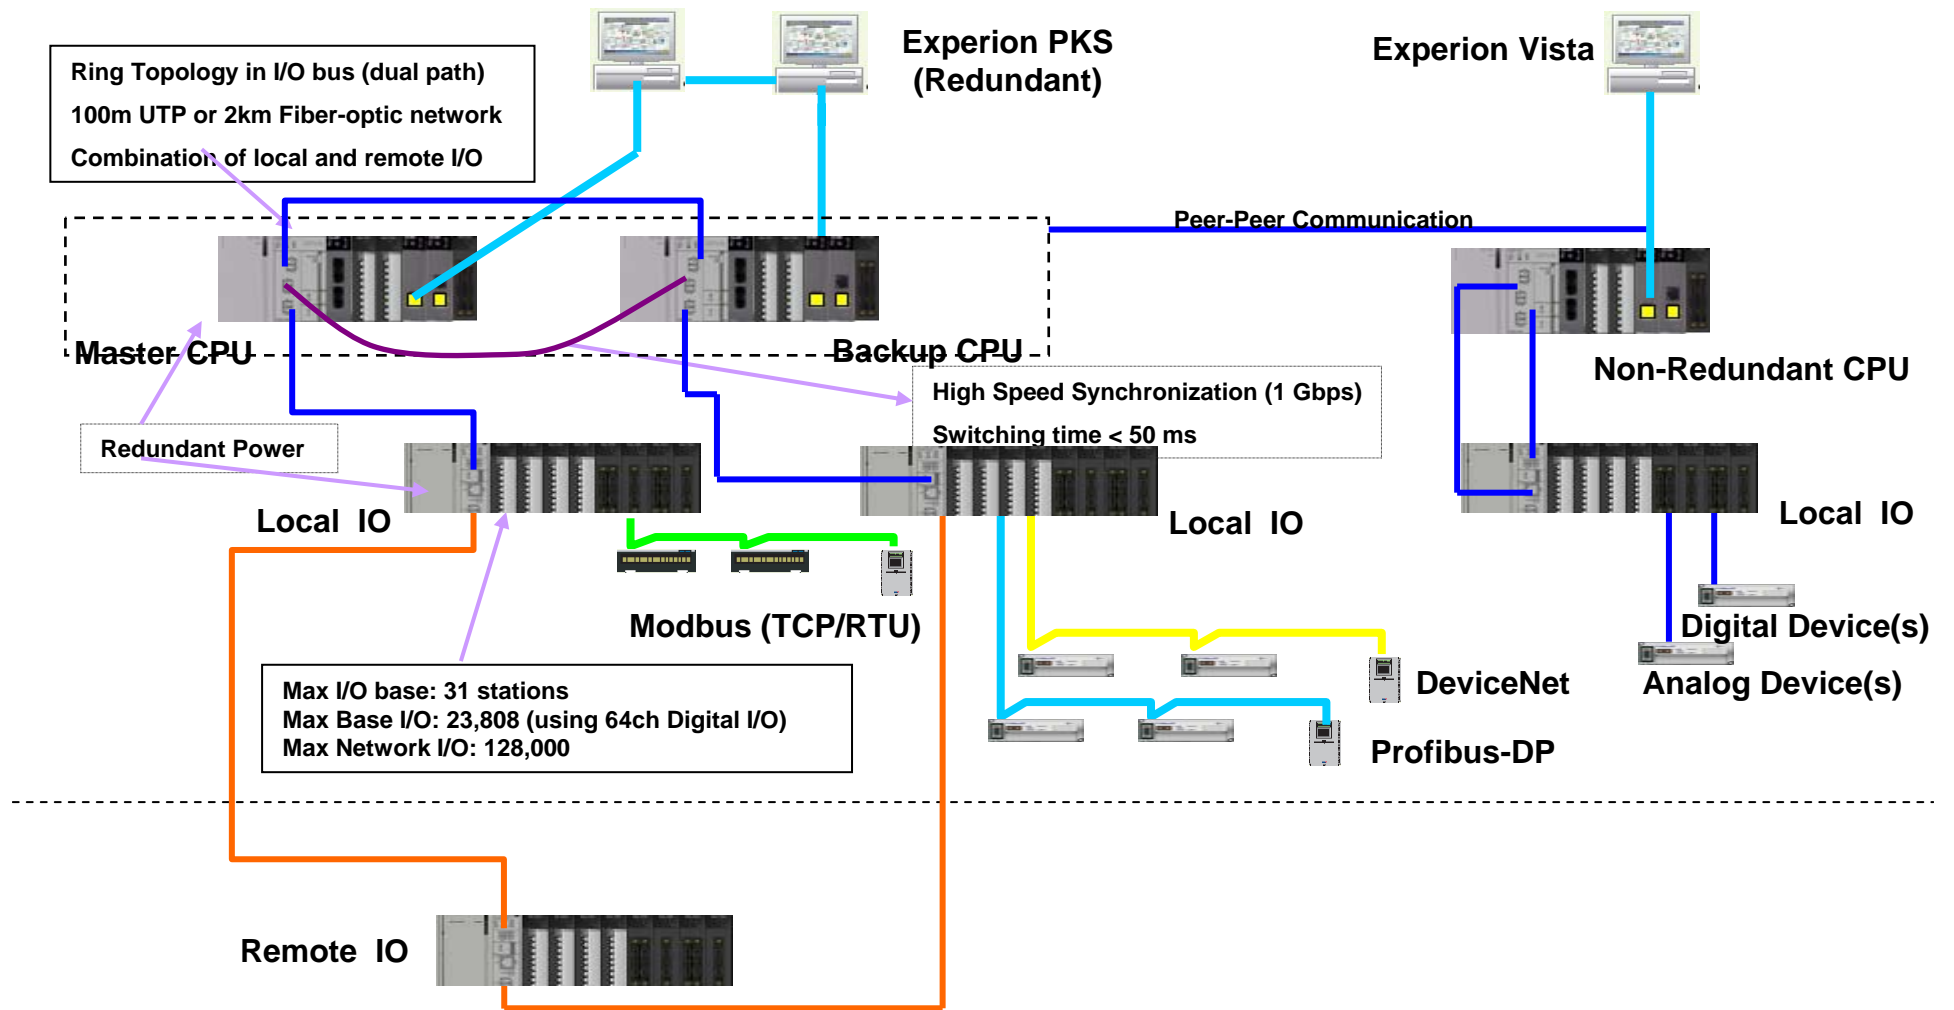 Experion PKS
(Redundant)
Experion Vista
Ring Topology in I/O bus (dual path)
100m UTP or 2km Fiber-optic network
Combination of local and remote I/O
Peer-Peer Communication
Master CPU
Backup CPU
Non-Redundant CPU
High Speed Synchronization (1 Gbps)
Switching time < 50 ms
Redundant Power
Local IO
Local IO
Local IO
Modbus (TCP/RTU)
Digital Device(s)
Analog Device(s)
DeviceNet
Max I/O base: 31 stations
Max Base I/O: 23,808 (using 64ch Digital I/O)
Max Network I/O: 128,000
Profibus-DP
Remote IO